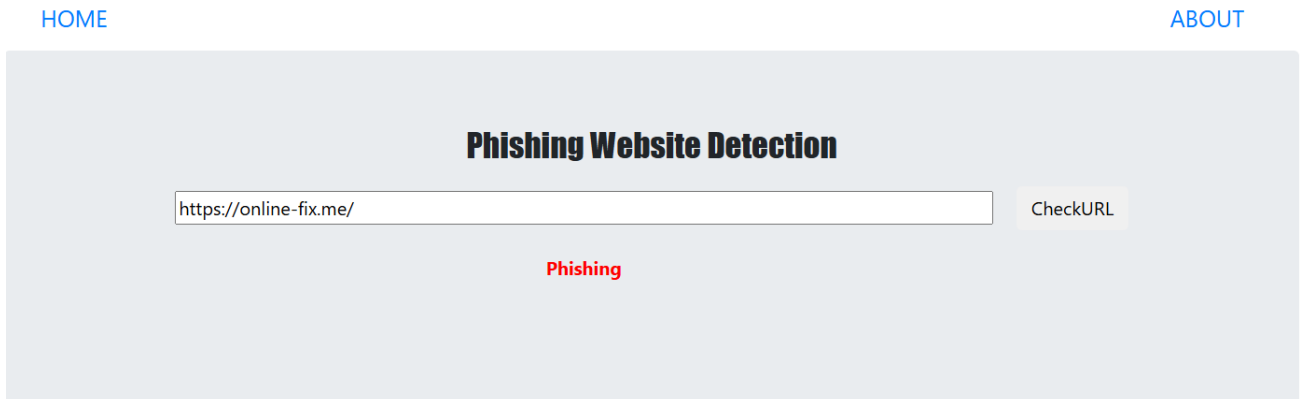 HOME ABOUT
Phishing Website Detection
https://online-fix.me/ CheckURL
Phishing